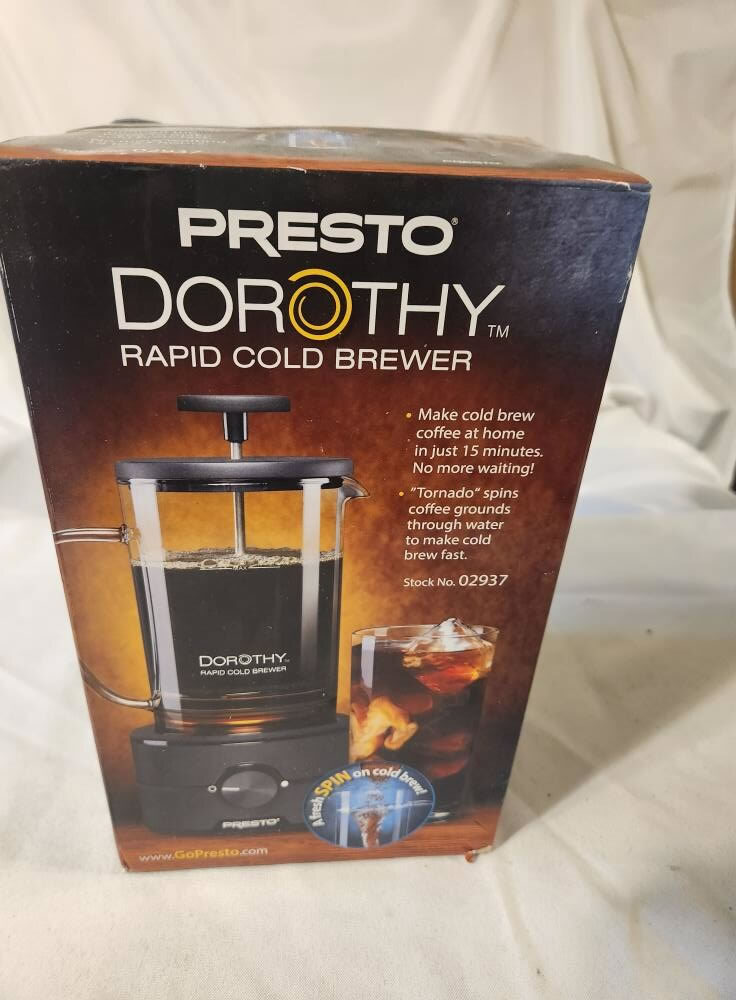 PRESTO®
DOROTHY™
RAPID COLD BREWER
• Make cold brew
coffee at home
in just 15 minutes.
No more waiting!
• "Tornado" spins
coffee grounds
through water
to make cold
brew fast.
Stock No. 02937
MAX
DOROTHY™
RAPID COLD BREWER
A fresh SPIN on cold brew!
PRESTO®
www.GoPresto.com